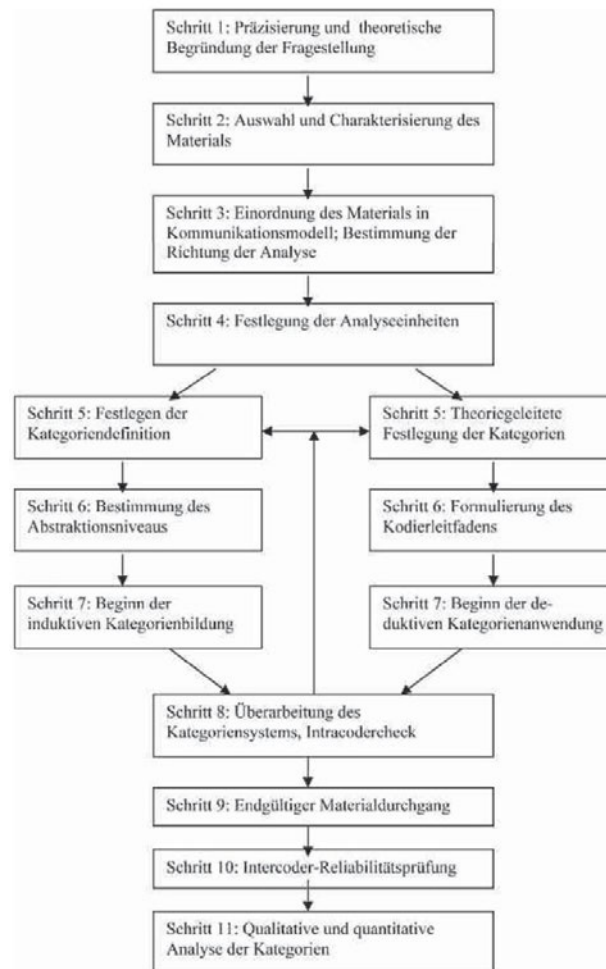 Schritt 1: Präzisierung und theoretische
Begründung der Fragestellung
Schritt 2: Auswahl und Charakterisierung des
Materials
Schritt 3: Einordnung des Materials in
Kommunikationsmodell; Bestimmung der
Richtung der Analyse
Schritt 4: Festlegung der Analyseeinheiten
Schritt 5: Festlegen der
Kategoriendefinition
Schritt 6: Bestimmung des
Abstraktionsniveaus
Schritt 7: Beginn der
induktiven Kategorienbildung
Schritt 5: Theoriegeleitete
Festlegung der Kategorien
Schritt 6: Formulierung des
Kodierleitfadens
Schritt 7: Beginn der de-
duktiven Kategorienanwendung
Schritt 8: Überarbeitung des
Kategoriensystems, Intracodercheck
Schritt 9: Endgültiger Materialdurchgang
Schritt 10: Intercoder-Reliabilitätsprüfung
Schritt 11: Qualitative und quantitative
Analyse der Kategorien